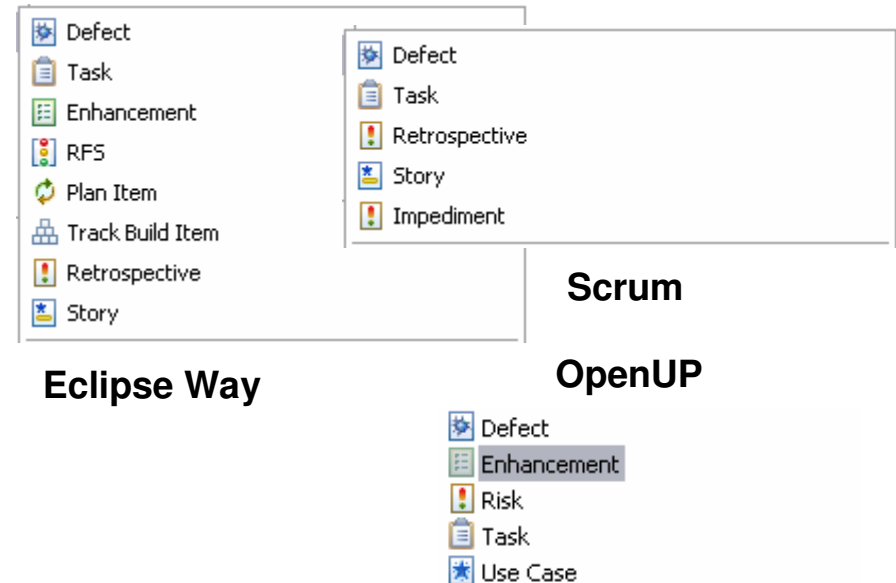 Defect
Task
Enhancement
RFS
Plan Item
Track Build Item
Retrospective
Story
Eclipse Way
Defect
Task
Retrospective
Story
Impediment
Scrum
OpenUP
Defect
Enhancement
Risk
Task
Use Case